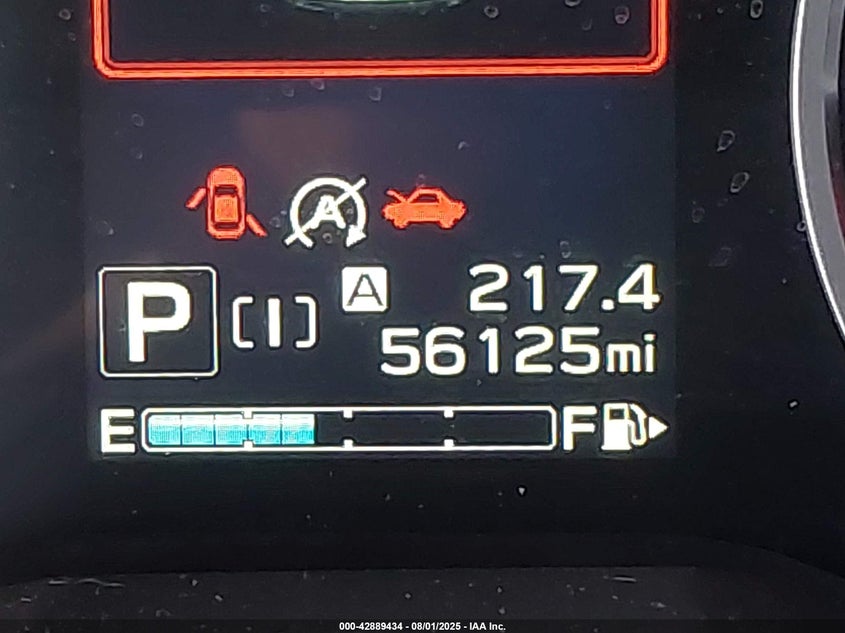 A
P [I] A 217.4
56125mi
E F
000-42889434 - 08/01/2025 - IAA Inc.